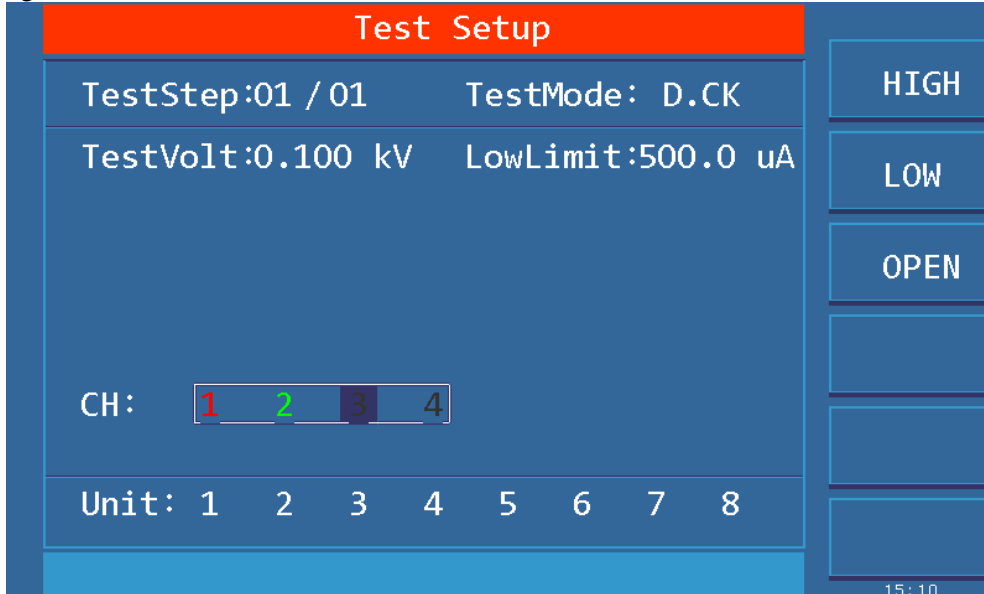 Test Setup
TestStep:01 / 01 TestMode: D.CK
TestVolt:0.100 kV LowLimit:500.0 uA
CH: 1 2 3 4
Unit: 1 2 3 4 5 6 7 8
HIGH
LOW
OPEN
15:10